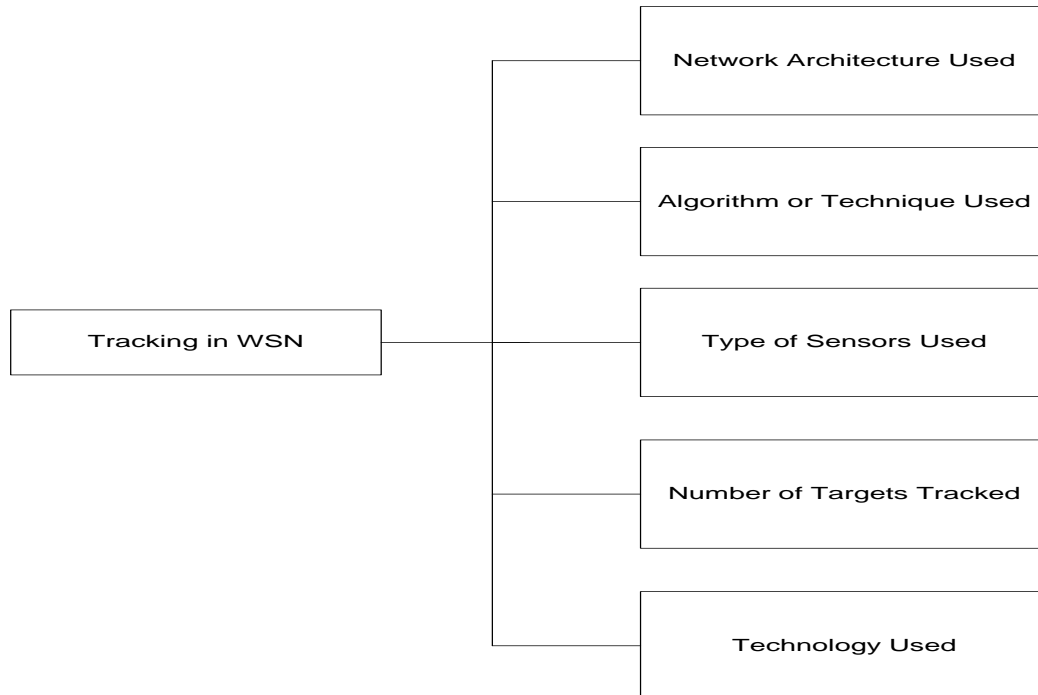 Network Architecture Used
Algorithm or Technique Used
Tracking in WSN
Type of Sensors Used
Number of Targets Tracked
Technology Used